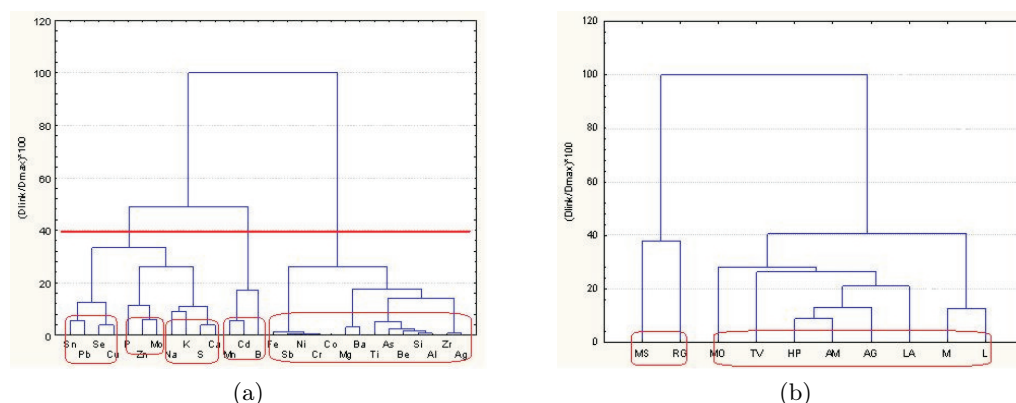 120
100
80
60
40
20
0
(Dlink/Dmax)*100
Sn Se P Mo K Ca Cd Fe Ni Co Ba As Si Zr
Pb Cu Zn Na S Mn B Sb Cr Mg Ti Be Al Ag
(a)
120
100
80
60
40
20
0
(Dlink/Dmax)*100
MS RG MO TV HP AM AG LA M L
(b)